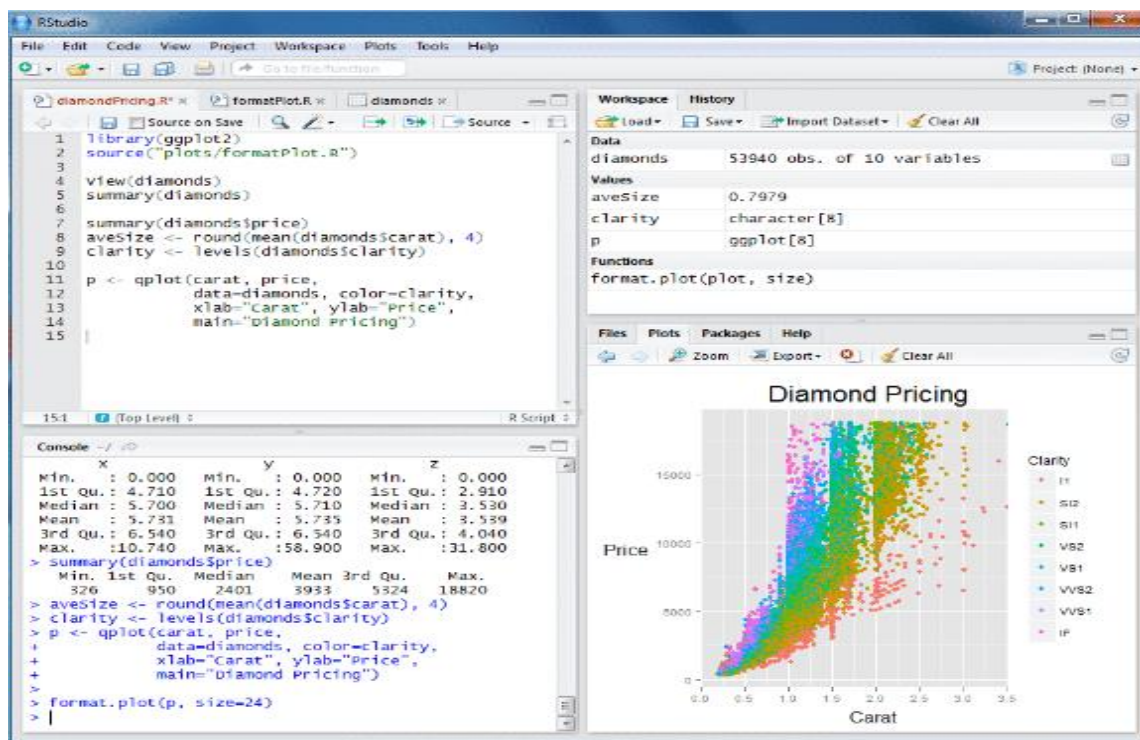 RStudio
File Edit Code View Project Workspace Plots Tools Help
Go to file/function
Project: (None)
diamondPricing.R* formatPlot.R diamonds
Source on Save Source
1 library(ggplot2)
2 source("plots/formatPlot.R")
3
4 view(diamonds)
5 summary(diamonds)
6
7 summary(diamonds$price)
8 aveSize <- round(mean(diamonds$carat), 4)
9 clarity <- levels(diamonds$clarity)
10
11 p <- qplot(carat, price,
12 data=diamonds, color=clarity,
13 xlab="Carat", ylab="Price",
14 main="Diamond Pricing")
15
15:1 (Top Level) R Script
Console ~/
x y z
Min. : 0.000 Min. : 0.000 Min. : 0.000
1st Qu.: 4.710 1st Qu.: 4.720 1st Qu.: 2.910
Median : 5.700 Median : 5.710 Median : 3.530
Mean : 5.731 Mean : 5.735 Mean : 3.539
3rd Qu.: 6.540 3rd Qu.: 6.540 3rd Qu.: 4.040
Max. :10.740 Max. :58.900 Max. :31.800
> summary(diamonds$price)
Min. 1st Qu. Median Mean 3rd Qu. Max.
326 950 2401 3933 5324 18820
> aveSize <- round(mean(diamonds$carat), 4)
> clarity <- levels(diamonds$clarity)
> p <- qplot(carat, price,
+ data=diamonds, color=clarity,
+ xlab="Carat", ylab="Price",
+ main="Diamond Pricing")
>
> format.plot(p, size=24)
>
Workspace History
Load Save Import Dataset Clear All
Data
diamonds 53940 obs. of 10 variables
Values
aveSize 0.7979
clarity character[8]
p ggplot[8]
Functions
format.plot(plot, size)
Files Plots Packages Help
Zoom Export Clear All
Diamond Pricing
Price
15000
10000
5000
0
0.0 0.5 1.0 1.5 2.0 2.5 3.0 3.5
Carat
Clarity
I1
SI2
SI1
VS2
VS1
VVS2
VVS1
IF